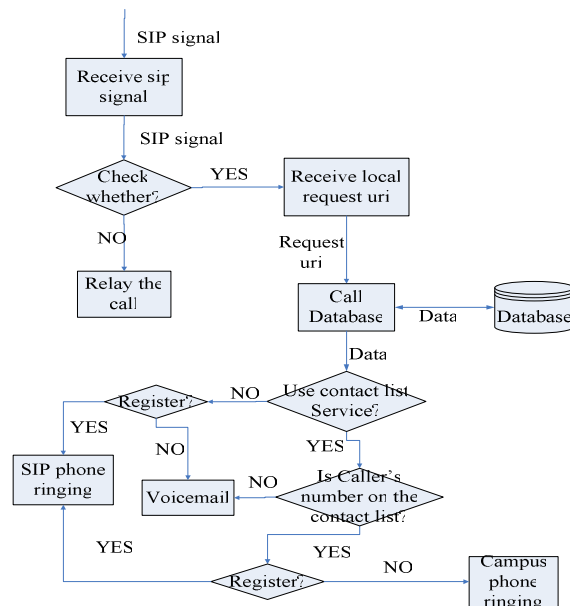 SIP signal
Receive sip
signal
SIP signal
Check
whether?
YES
Receive local
request uri
NO
Request
uri
Relay the
call
Call
Database
Data
Database
Data
Use contact list
Service?
NO
Register?
YES
YES
NO
SIP phone
ringing
Voicemail
NO
Is Caller's
number on the
contact list?
YES
YES
Register?
NO
Campus
phone
ringing